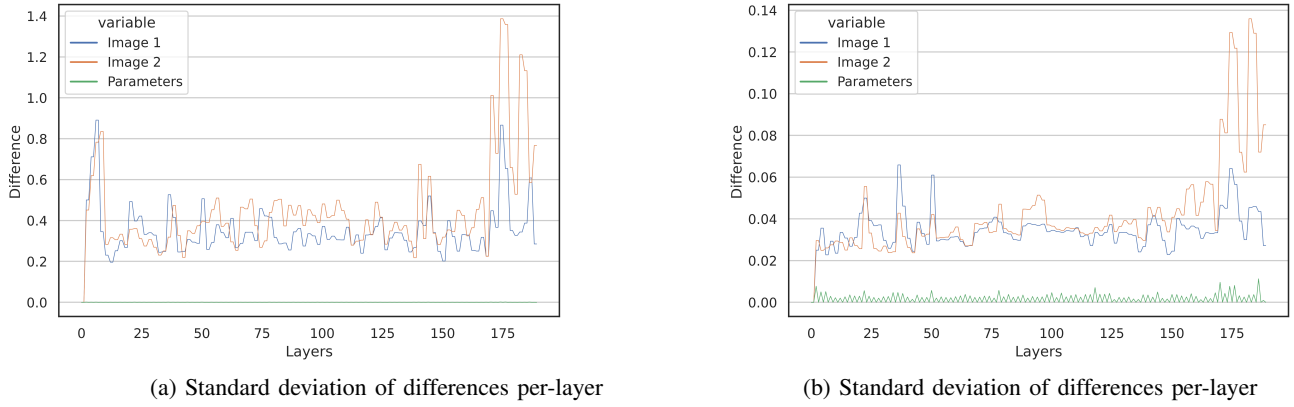 variable
Image 1
Image 2
Parameters
1.4
1.2
1.0
0.8
0.6
0.4
0.2
0.0
Difference
0 25 50 75 100 125 150 175
Layers
(a) Standard deviation of differences per-layer
variable
Image 1
Image 2
Parameters
0.14
0.12
0.10
0.08
0.06
0.04
0.02
0.00
Difference
0 25 50 75 100 125 150 175
Layers
(b) Standard deviation of differences per-layer